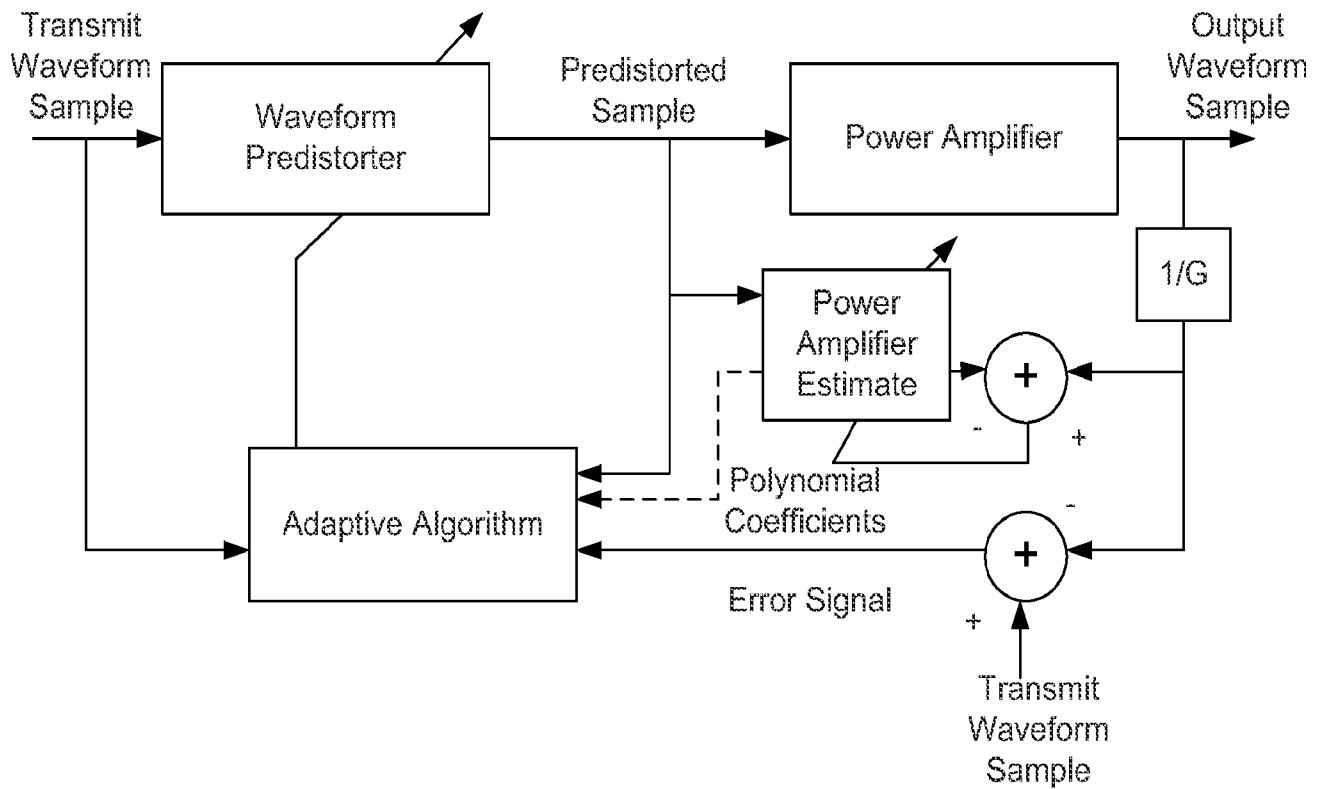 Transmit
Waveform
Sample
Waveform
Predistorter
Predistorted
Sample
Power Amplifier
Output
Waveform
Sample
1/G
Power
Amplifier
Estimate
+
-
+
Polynomial
Coefficients
Adaptive Algorithm
-
+
Error Signal
+
Transmit
Waveform
Sample